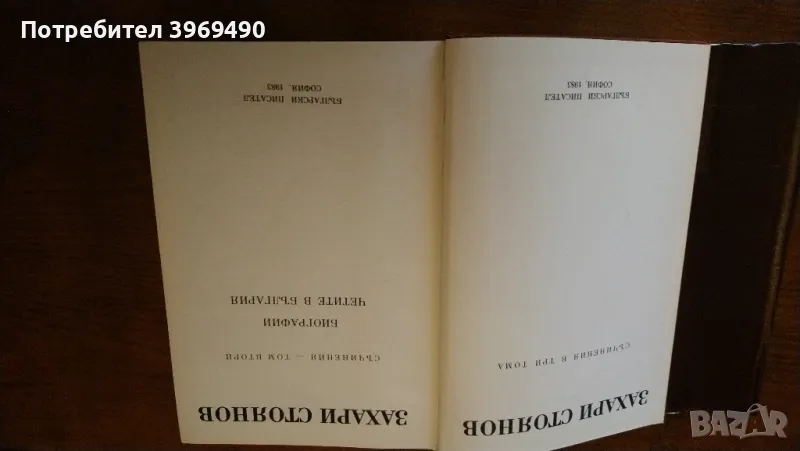 Потребител 3969490
ЗАХАРИ СТОЯНОВ
СЪЧИНЕНИЯ В ТРИ ТОМА
БЪЛГАРСКИ ПИСАТЕЛ
СОФИЯ, 1983
ЗАХАРИ СТОЯНОВ
СЪЧИНЕНИЯ — ТОМ ВТОРИ
БИОГРАФИИ
ЧЕТИТЕ В БЪЛГАРИЯ
БЪЛГАРСКИ ПИСАТЕЛ
СОФИЯ, 1983
BAZAR